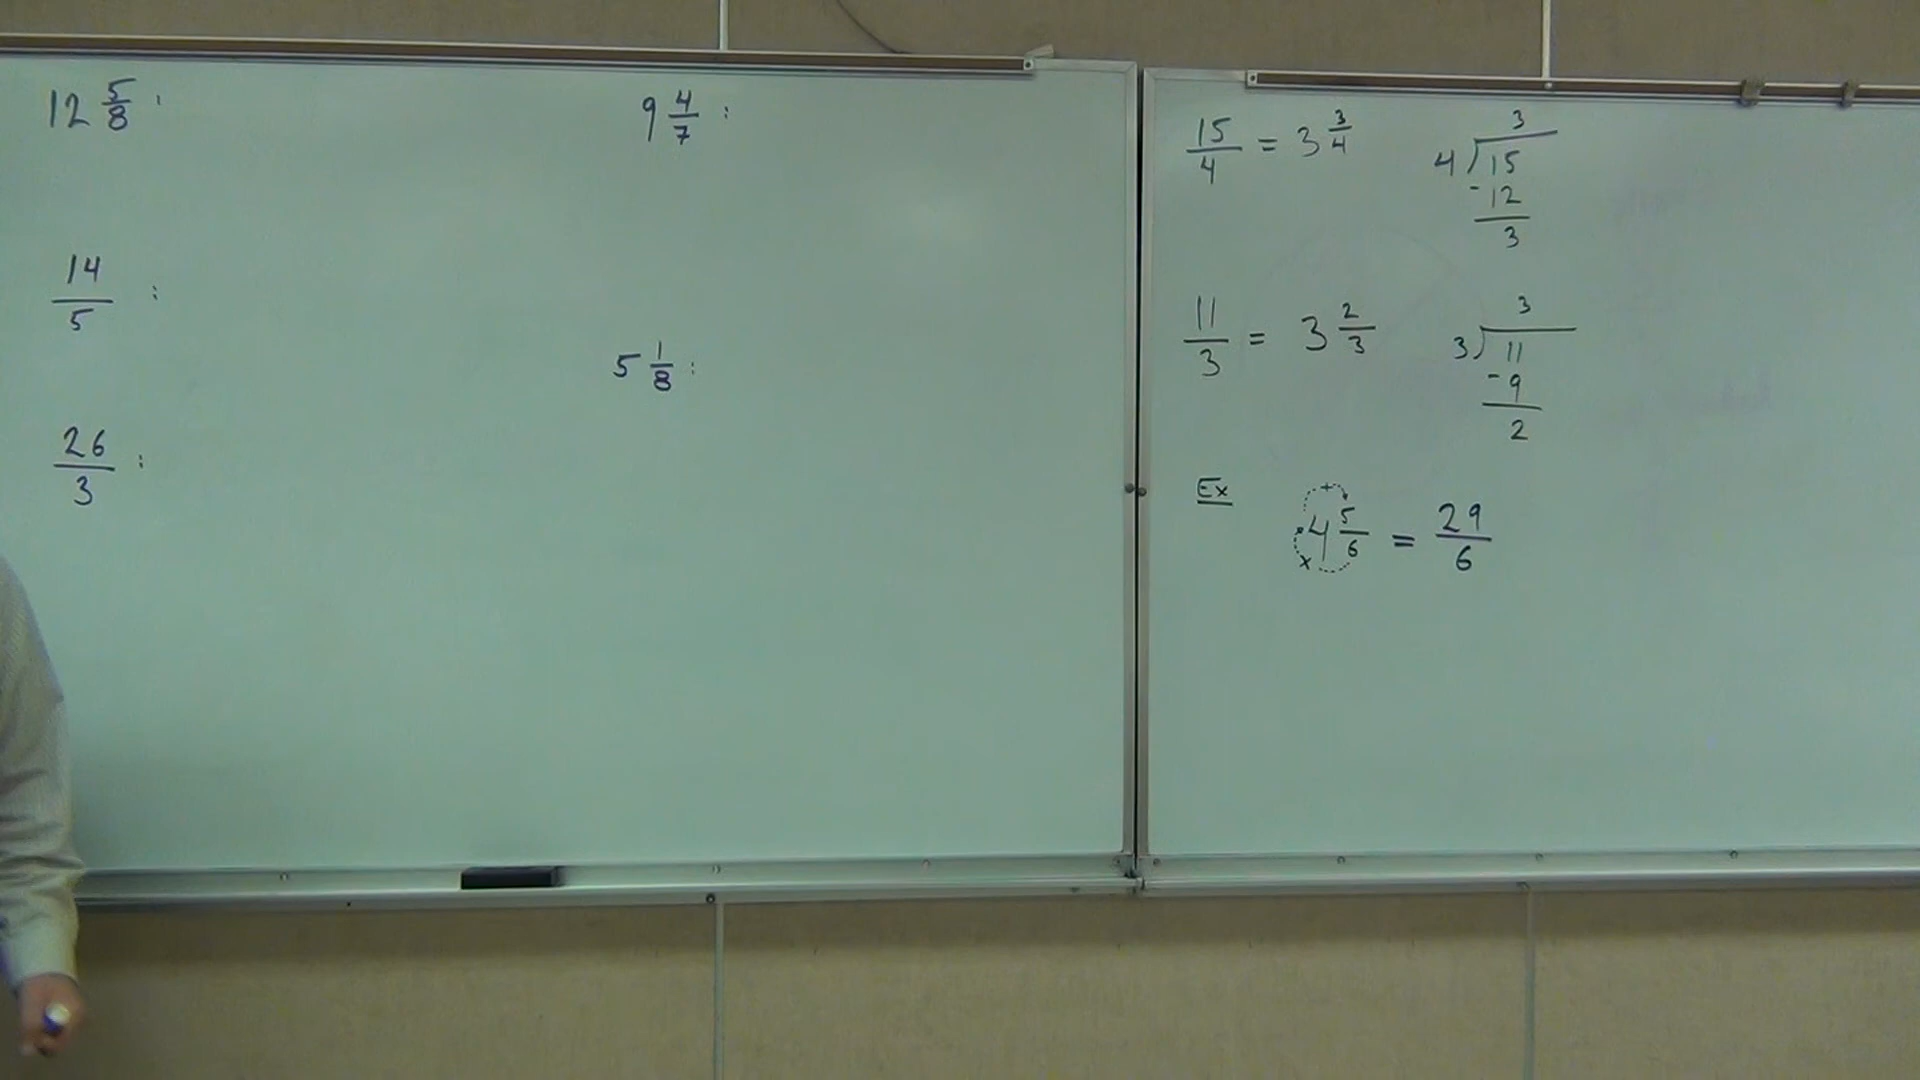 12 5/8 :
14/5 :
26/3 :
9 4/7 :
5 1/8 :
15/4 = 3 3/4
3
4 ) 15
- 12
3
11/3 = 3 2/3
3
3 ) 11
- 9
2
Ex
+
4 5/6 = 29/6
x